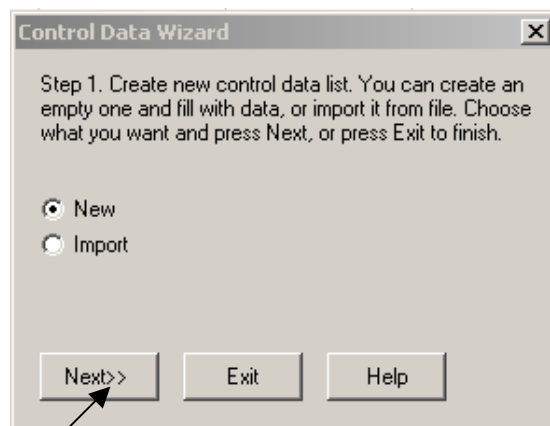 Control Data Wizard
Step 1. Create new control data list. You can create an
empty one and fill with data, or import it from file. Choose
what you want and press Next, or press Exit to finish.
New
Import
Next>> Exit Help